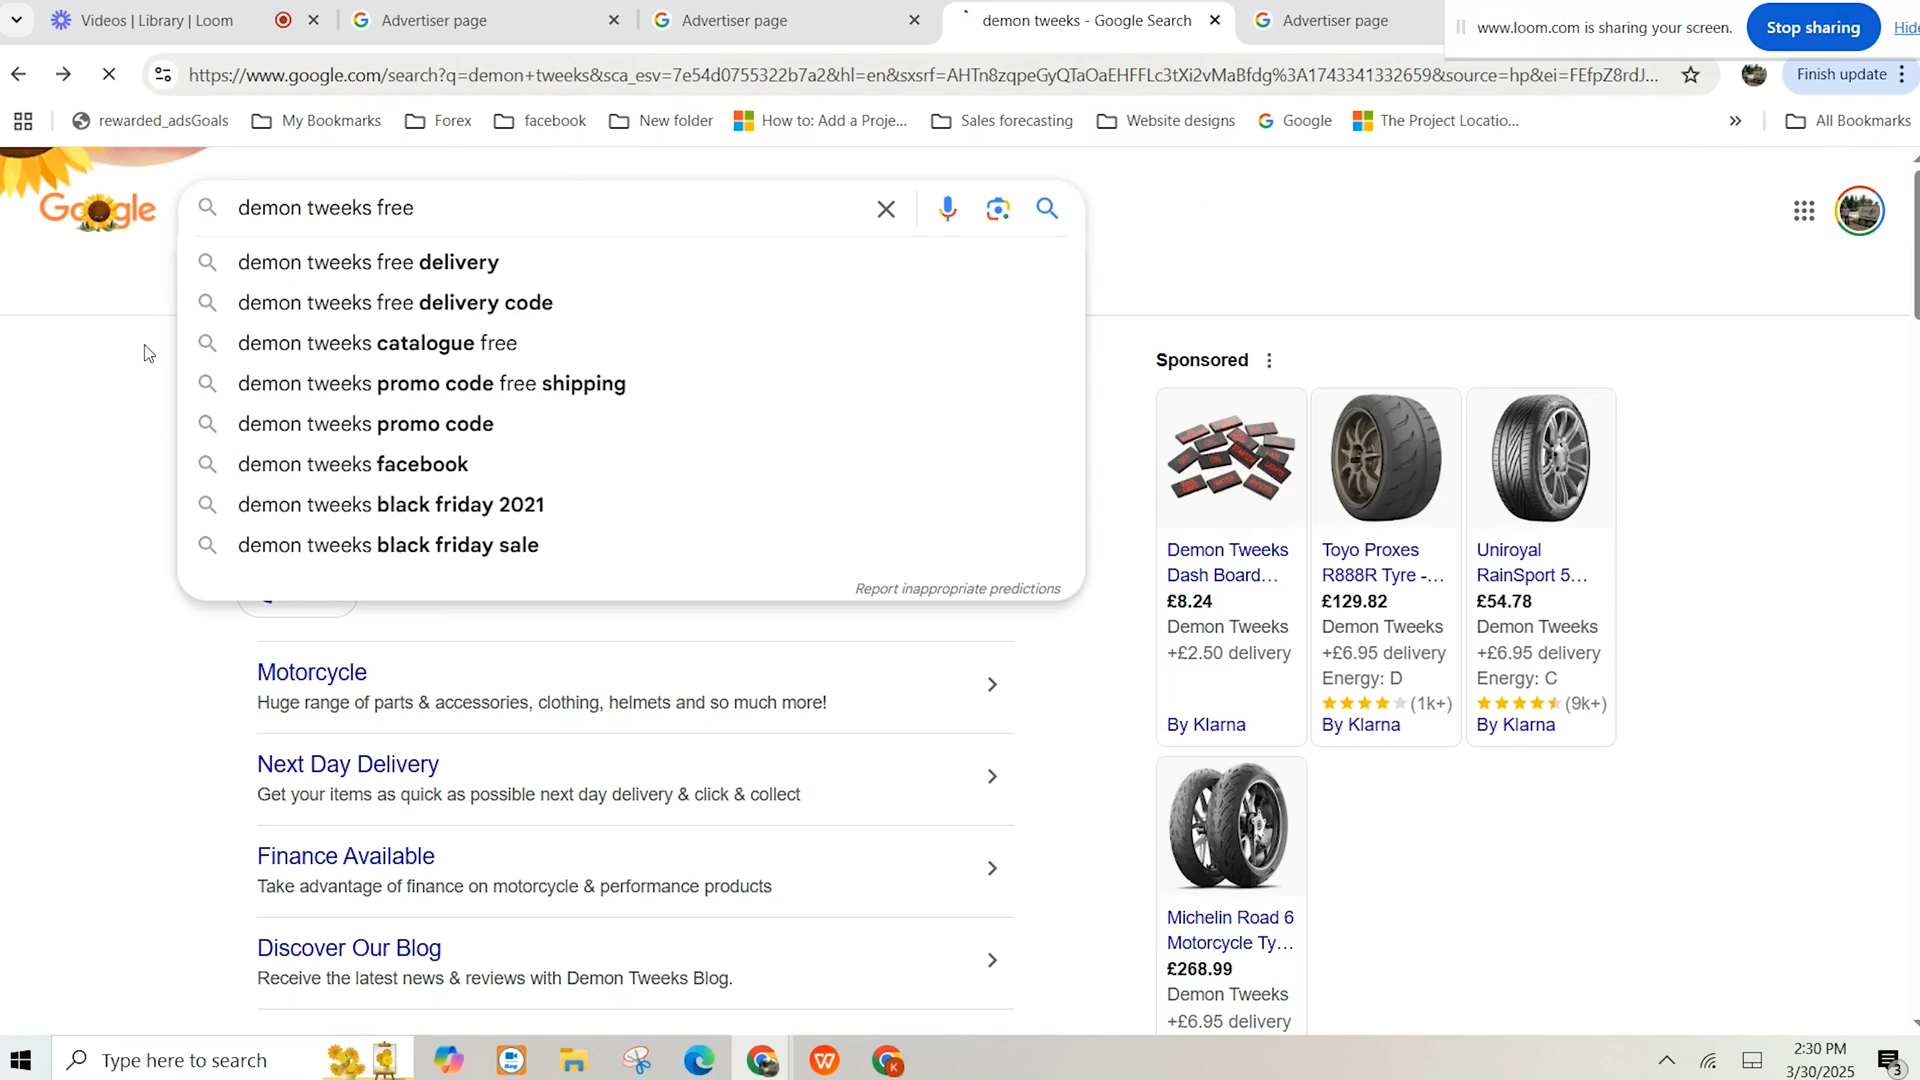 Videos | Library | Loom
Advertiser page
Advertiser page
demon tweeks - Google Search
Advertiser page
www.loom.com is sharing your screen.
Stop sharing
Hide
https://www.google.com/search?q=demon+tweeks&sca_esv=7e54d0755322b7a2&hl=en&sxsrf=AHTn8zqpeGyQTaOaEHFFLc3tXi2vMaBfdg%3A1743341332659&source=hp&ei=FEfpZ8rdJ...
Finish update
rewarded_adsGoals
My Bookmarks
Forex
facebook
New folder
How to: Add a Proje...
Sales forecasting
Website designs
Google
The Project Locatio...
All Bookmarks
Google
demon tweeks free
demon tweeks free delivery
demon tweeks free delivery code
demon tweeks catalogue free
demon tweeks promo code free shipping
demon tweeks promo code
demon tweeks facebook
demon tweeks black friday 2021
demon tweeks black friday sale
Report inappropriate predictions
Motorcycle
Huge range of parts & accessories, clothing, helmets and so much more!
Next Day Delivery
Get your items as quick as possible next day delivery & click & collect
Finance Available
Take advantage of finance on motorcycle & performance products
Discover Our Blog
Receive the latest news & reviews with Demon Tweeks Blog.
Sponsored
Demon Tweeks
Dash Board...
£8.24
Demon Tweeks
+£2.50 delivery
By Klarna
Toyo Proxes
R888R Tyre -...
£129.82
Demon Tweeks
+£6.95 delivery
Energy: D
(1k+)
By Klarna
Uniroyal
RainSport 5...
£54.78
Demon Tweeks
+£6.95 delivery
Energy: C
(9k+)
By Klarna
Michelin Road 6
Motorcycle Ty...
£268.99
Demon Tweeks
+£6.95 delivery
Type here to search
2:30 PM
3/30/2025
3